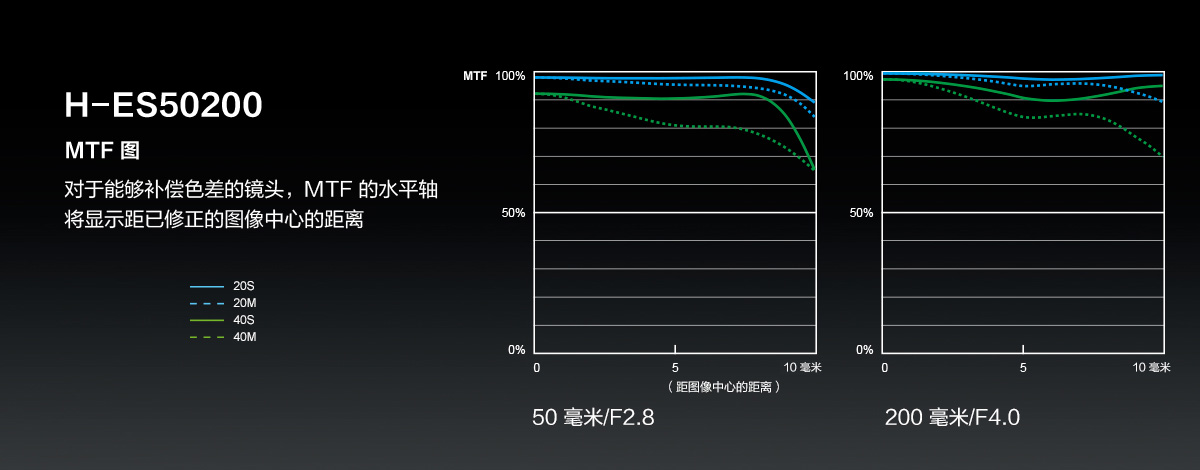 H-ES50200
MTF 图
对于能够补偿色差的镜头，MTF 的水平轴
将显示距已修正的图像中心的距离
20S
20M
40S
40M
MTF 100%
50%
0%
0 5 10 毫米
（ 距图像中心的距离 ）
50 毫米/F2.8
100%
50%
0%
0 5 10 毫米
200 毫米/F4.0